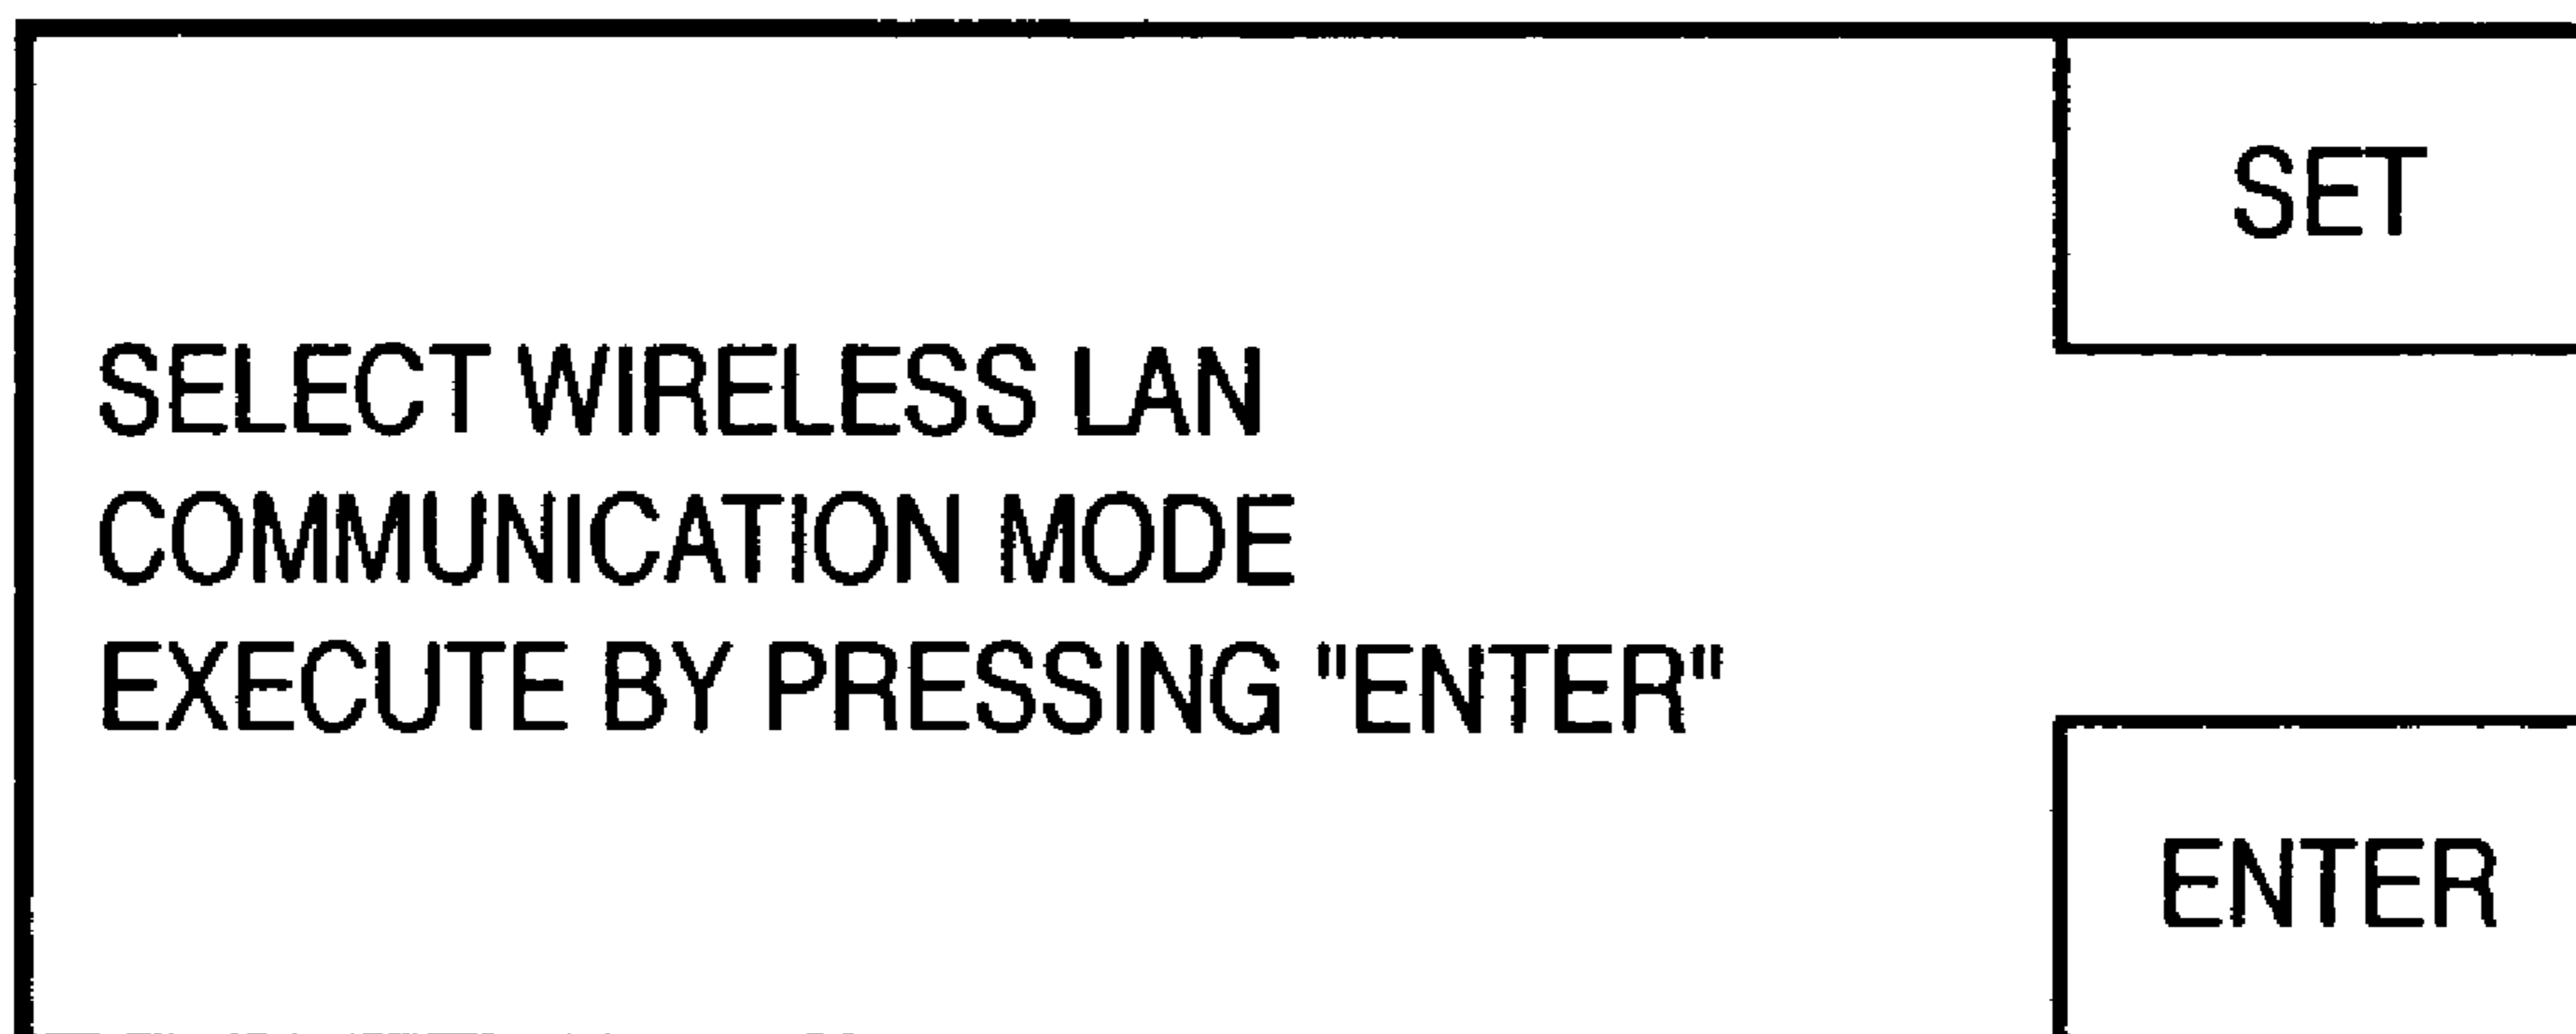 SET
SELECT WIRELESS LAN
COMMUNICATION MODE
EXECUTE BY PRESSING "ENTER"
ENTER